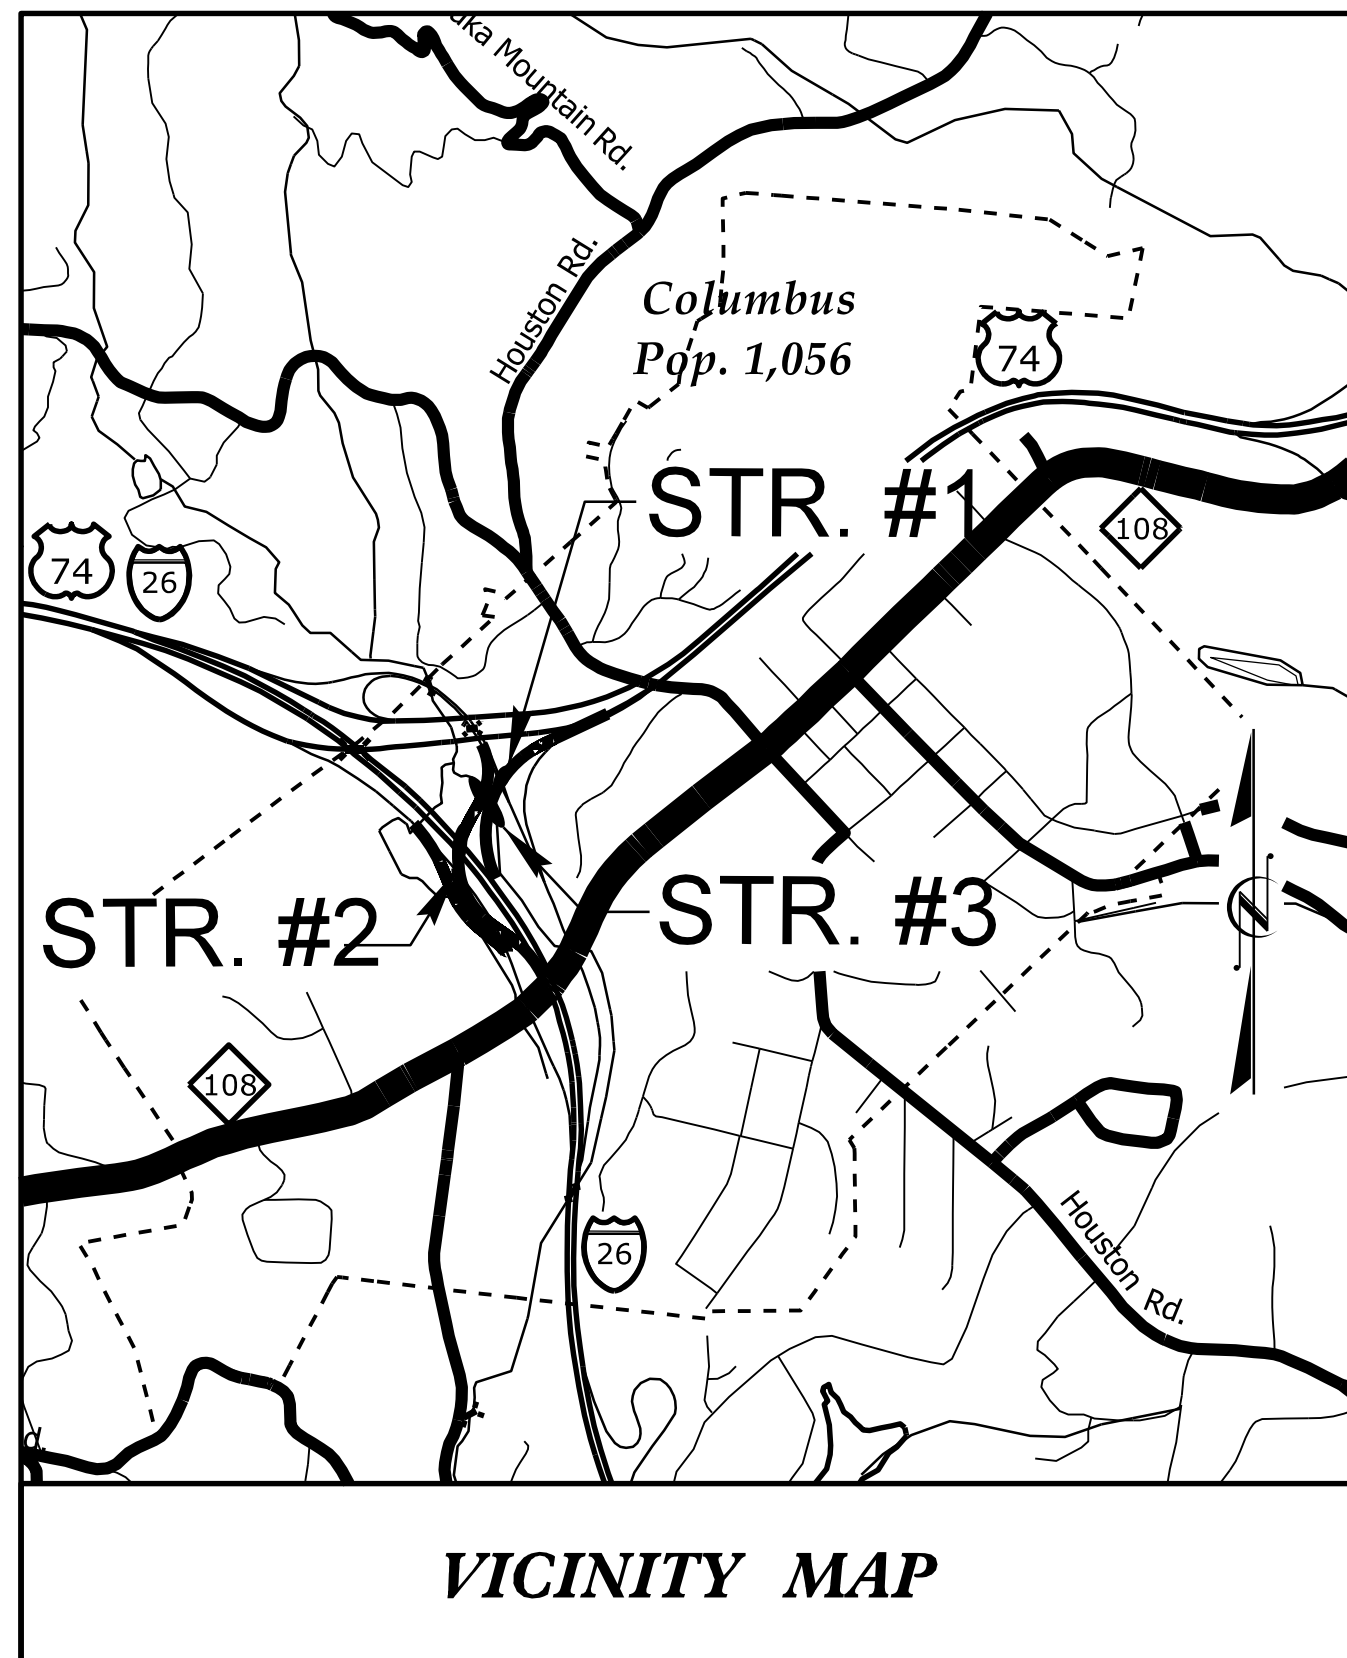 Mountain Rd.
Houston Rd.
Columbus
Pop. 1,056
74
STR. #1
108
74
26
STR. #3
STR. #2
N
108
26
Houston Rd.
d.
VICINITY MAP